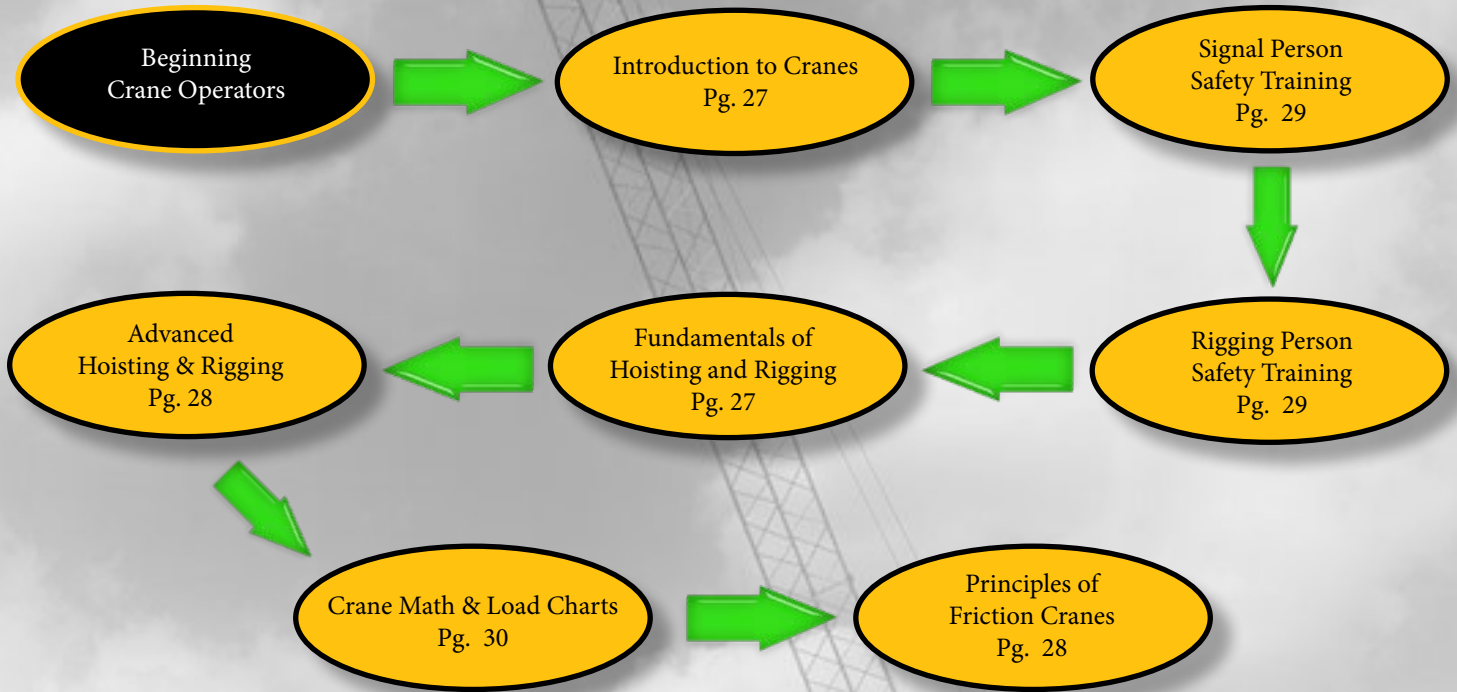 Beginning
Crane Operators
Introduction to Cranes
Pg. 27
Signal Person
Safety Training
Pg. 29
Rigging Person
Safety Training
Pg. 29
Fundamentals of
Hoisting and Rigging
Pg. 27
Advanced
Hoisting & Rigging
Pg. 28
Crane Math & Load Charts
Pg. 30
Principles of
Friction Cranes
Pg. 28